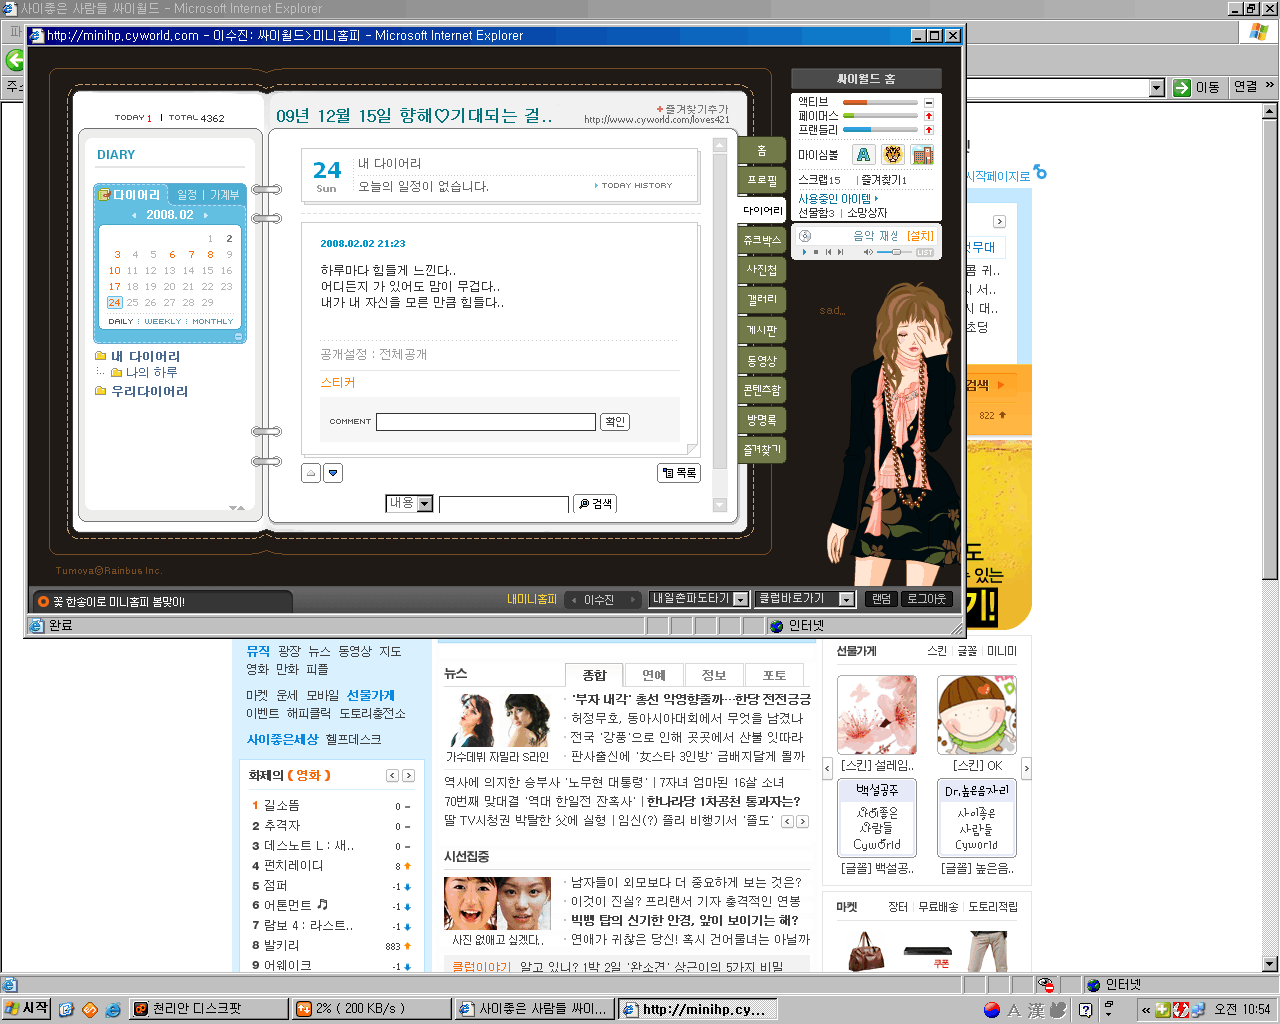 사이좋은 사람들 싸이월드 - Microsoft Internet Explorer
http://minihp.cyworld.com - 이수진: 싸이월드>미니홈피 - Microsoft Internet Explorer
이동
연결 »
TODAY 1 | TOTAL 4362
09년 12월 15일 향해♡기대되는 걸..
+ 즐겨찾기추가
http://www.cyworld.com/loves421
DIARY
다이어리
일정 | 가계부
2008.02
1 2
3 4 5 6 7 8 9
10 11 12 13 14 15 16
17 18 19 20 21 22 23
24 25 26 27 28 29
DAILY : WEEKLY : MONTHLY
내 다이어리
나의 하루
우리다이어리
24
Sun
내 다이어리
오늘의 일정이 없습니다.
TODAY HISTORY
2008.02.02 21:23
하루마다 힘들게 느낀다..
어디든지 가 있어도 맘이 무겁다..
내가 내 자신을 모른 만큼 힘들다..
공개설정 : 전체공개
스티커
COMMENT
확인
목록
내용
검색
홈
프로필
다이어리
쥬크박스
사진첩
갤러리
게시판
동영상
콘텐츠함
방명록
즐겨찾기
싸이월드 홈
액티브
페이머스
프랜들리
마이심볼
스크랩15 | 즐겨찾기1
사용중인 아이템
선물함3 | 소망상자
음악 재생 [설치]
LIST
sad_
Tumoya@Rainbus Inc.
꽃 한송이로 미니홈피 봄맞이!
내미니홈피
이수진
내일촌파도타기
클럽바로가기
랜덤
로그아웃
완료
인터넷
시작페이지로
검색
822
뮤직 광장 뉴스 동영상 지도
영화 만화 피플
마켓 운세 모바일 선물가게
이벤트 해피클릭 도토리충전소
사이좋은세상 헬프데스크
화제의 (영화)
1 길소뜸 0
2 추격자 0
3 데스노트 L : 새.. 0
4 펀치레이디 8
5 점퍼 -1
6 어톤먼트 -1
7 람보 4 : 라스트.. -1
8 발키리 883
9 어웨이크 -1
뉴스
종합
연예
정보
포토
가수데뷔 자밀라 S라인
'부자 내각' 총선 악영향줄까…한당 전전긍긍
허정무호, 동아시아대회에서 무엇을 남겼나
전국 '강풍'으로 인해 곳곳에서 산불 잇따라
판사출신에 '女스타 3인방' 금배지달게 될까
역사에 의지한 승부사 '노무현 대통령' | 7자녀 엄마된 16살 소녀
70번째 맞대결 '역대 한일전 잔혹사' | 한나라당 1차공천 통과자는?
딸 TV시청권 박탈한 父에 실형 | 임신(?) 졸리 비행기서 '졸도'
시선집중
사진 없애고 싶겠다..
남자들이 외모보다 더 중요하게 보는 것은?
이것이 진실? 프리랜서 기자 충격적인 연봉
빅뱅 탑의 신기한 안경, 앞이 보이기는 해?
연애가 귀찮은 당신! 혹시 건어물녀는 아닐까
클럽이야기 알고 있니? 1박 2일 '완소견' 상근이의 5가지 비밀
선물가게
스킨 | 글꼴 | 미니미
[스킨] 설레임..
[스킨] OK
백설공주
사이좋은
사람들
Cyworld
Dr.높은음자리
사이좋은
사람들
Cyworld
[글꼴] 백설공..
[글꼴] 높은음..
마켓
장터 | 무료배송 | 도토리적립
쿠폰
인터넷
시작
천리안 디스크팟
2% ( 200 KB/s )
사이좋은 사람들 싸이...
http://minihp.cy...
A 漢
오전 10:54